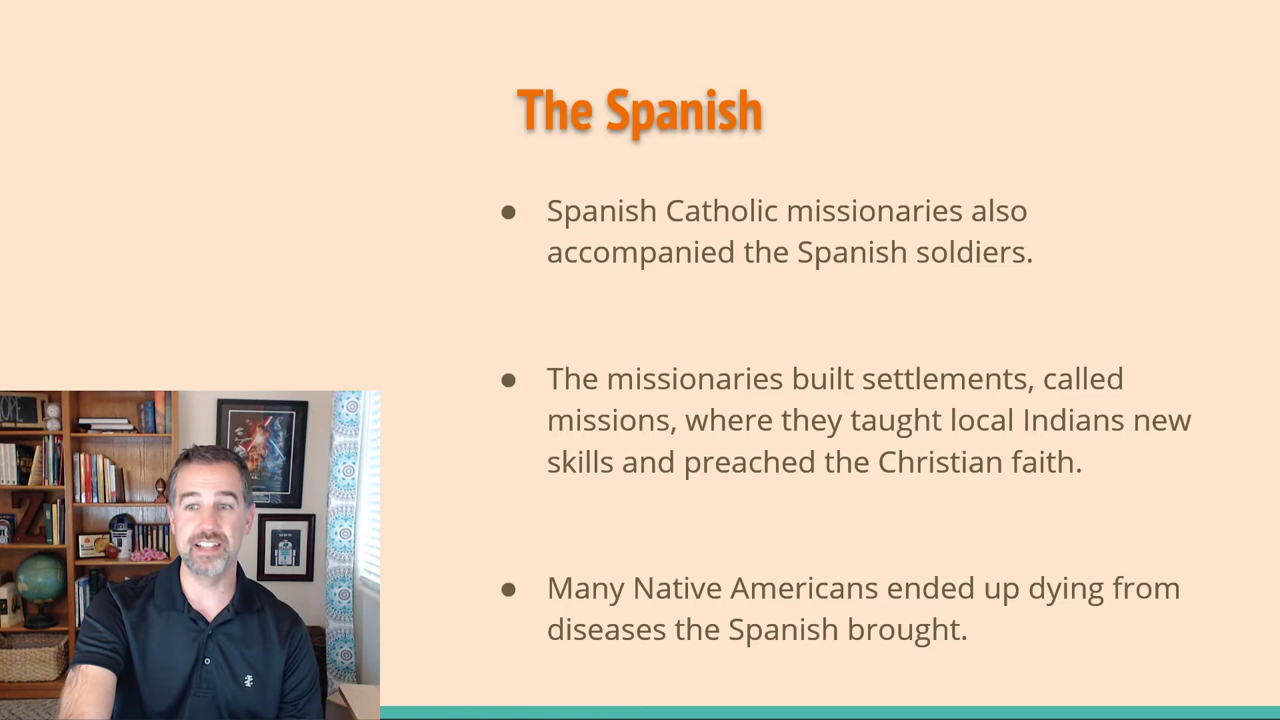 The Spanish
● Spanish Catholic missionaries also
accompanied the Spanish soldiers.
● The missionaries built settlements, called
missions, where they taught local Indians new
skills and preached the Christian faith.
● Many Native Americans ended up dying from
diseases the Spanish brought.